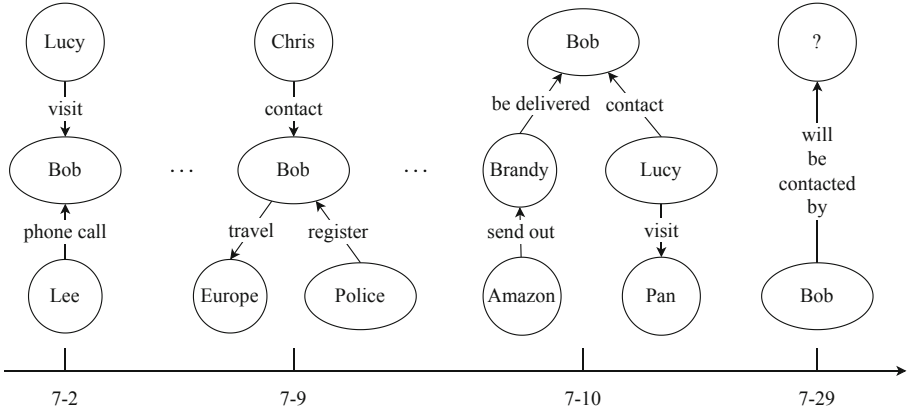 Lucy
Chris
Bob
?
visit
contact
be delivered
contact
Bob
...
Bob
...
Brandy
Lucy
will
be
contacted
by
phone call
travel
register
send out
visit
Lee
Europe
Police
Amazon
Pan
Bob
7-2
7-9
7-10
7-29